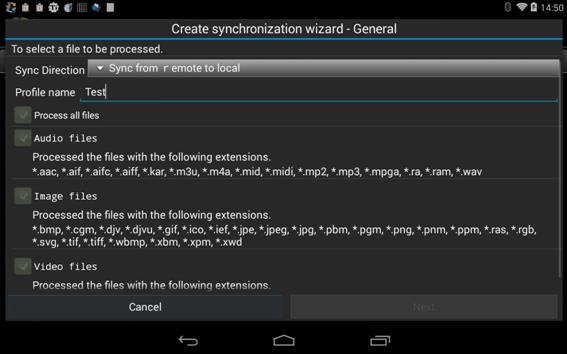 14:50
Create synchronization wizard - General
To select a file to be processed.
Sync Direction Sync from r emote to local
Profile name Test
Process all files
Audio files
Processed the files with the following extensions.
*.aac, *.aif, *.aifc, *.aiff, *.kar, *.m3u, *.m4a, *.mid, *.midi, *.mp2, *.mp3, *.mpga, *.ra, *.ram, *.wav
Image files
Processed the files with the following extensions.
*.bmp, *.cgm, *.djv, *.djvu, *.gif, *.ico, *.ief, *.jpe, *.jpeg, *.jpg, *.pbm, *.pgm, *.png, *.pnm, *.ppm, *.ras, *.rgb,
*.svg, *.tif, *.tiff, *.wbmp, *.xbm, *.xpm, *.xwd
Video files
Processed the files with the following extensions.
Cancel Next